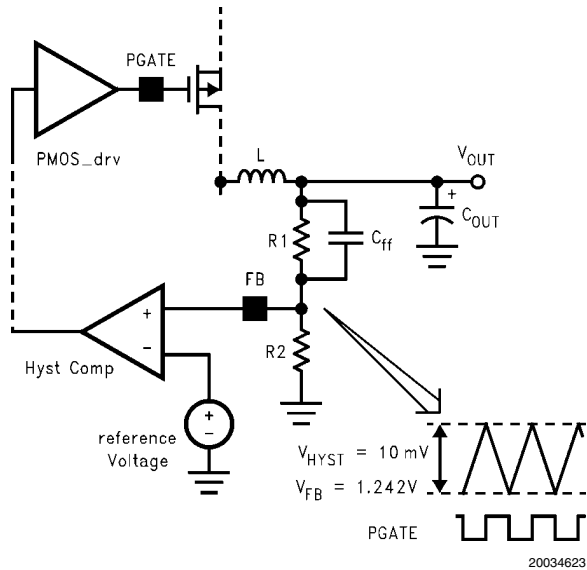 PGATE
PMOS_drv
L
VOUT
+
COUT
R1
Cff
FB
+
−
Hyst Comp
R2
+
−
reference
Voltage
VHYST = 10 mV
VFB = 1.242V
PGATE
20034623